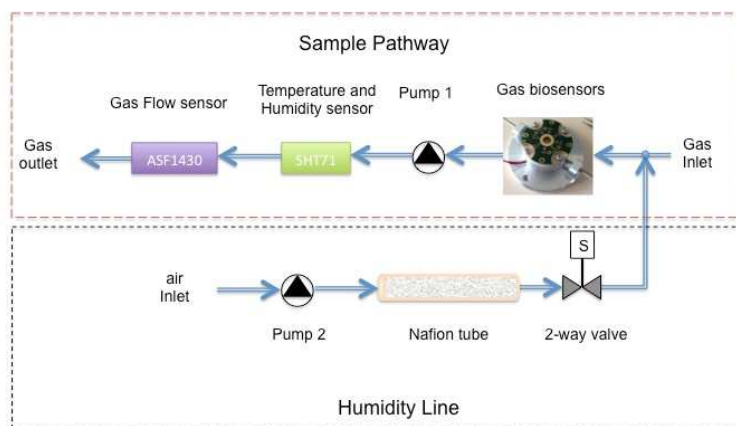 Sample Pathway
Gas Flow sensor
Temperature and
Humidity sensor
Pump 1
Gas biosensors
Gas
outlet
ASF1430
SHT71
Gas
Inlet
S
air
Inlet
Pump 2
Nafion tube
2-way valve
Humidity Line